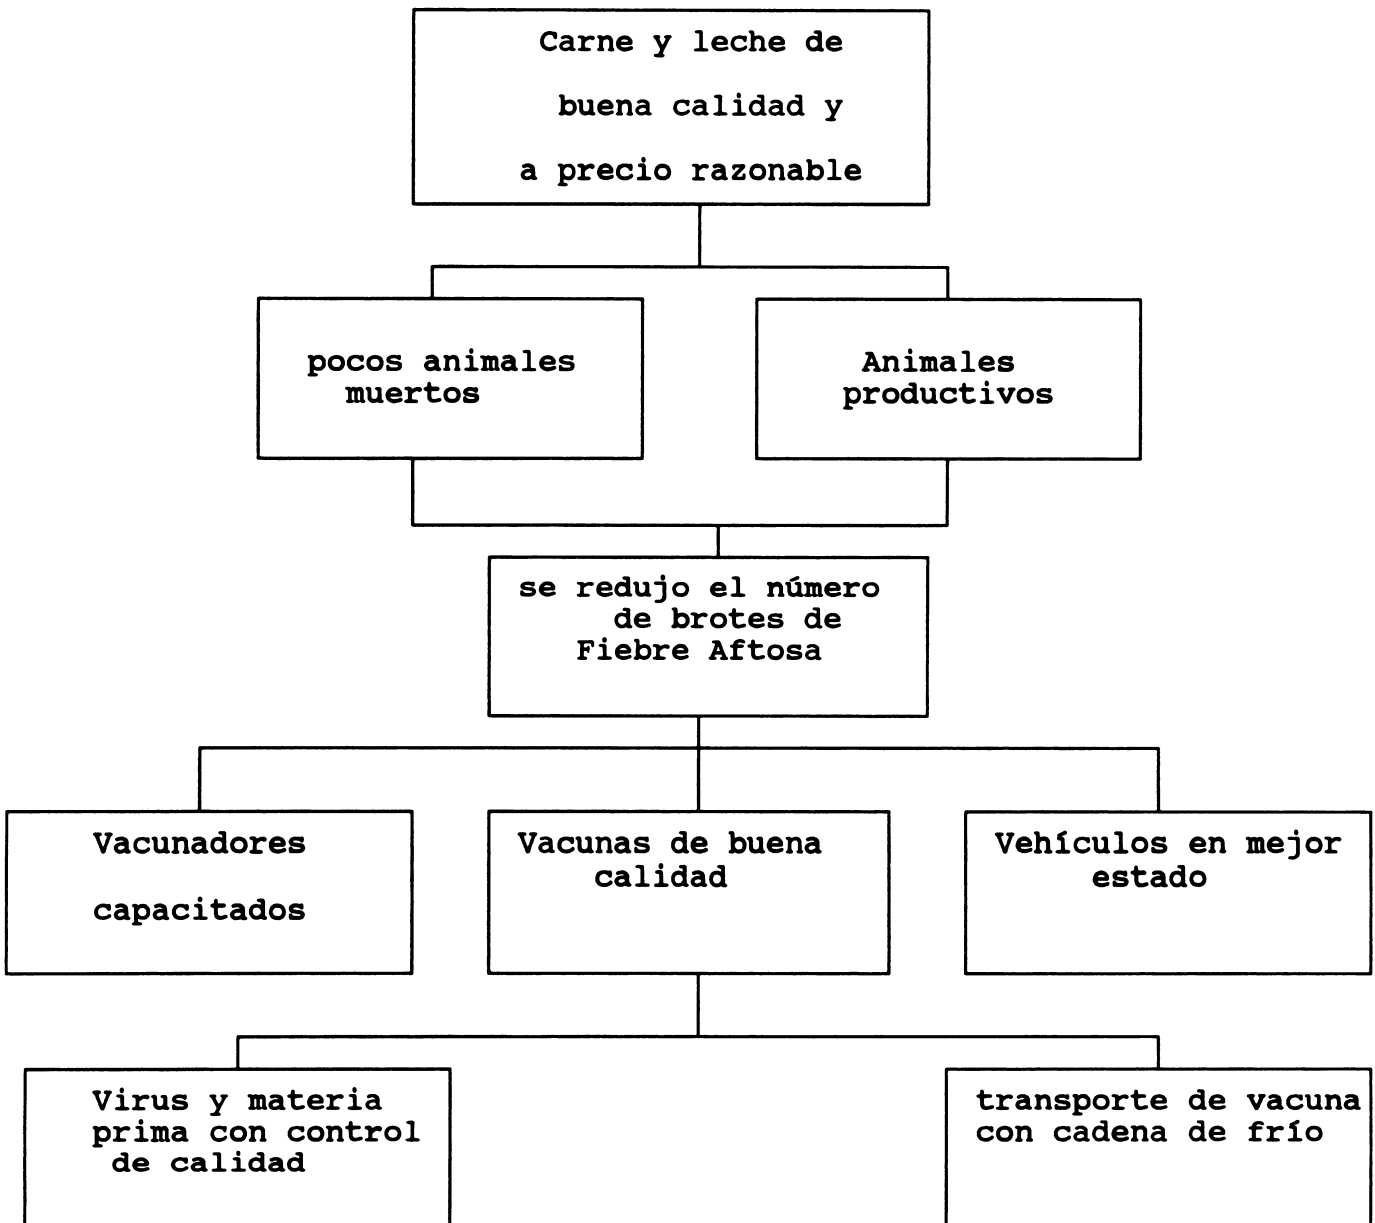 Carne y leche de
buena calidad y
a precio razonable
pocos animales
muertos
Animales
productivos
se redujo el número
de brotes de
Fiebre Aftosa
Vacunadores
capacitados
Vacunas de buena
calidad
Vehículos en mejor
estado
Virus y materia
prima con control
de calidad
transporte de vacuna
con cadena de frío